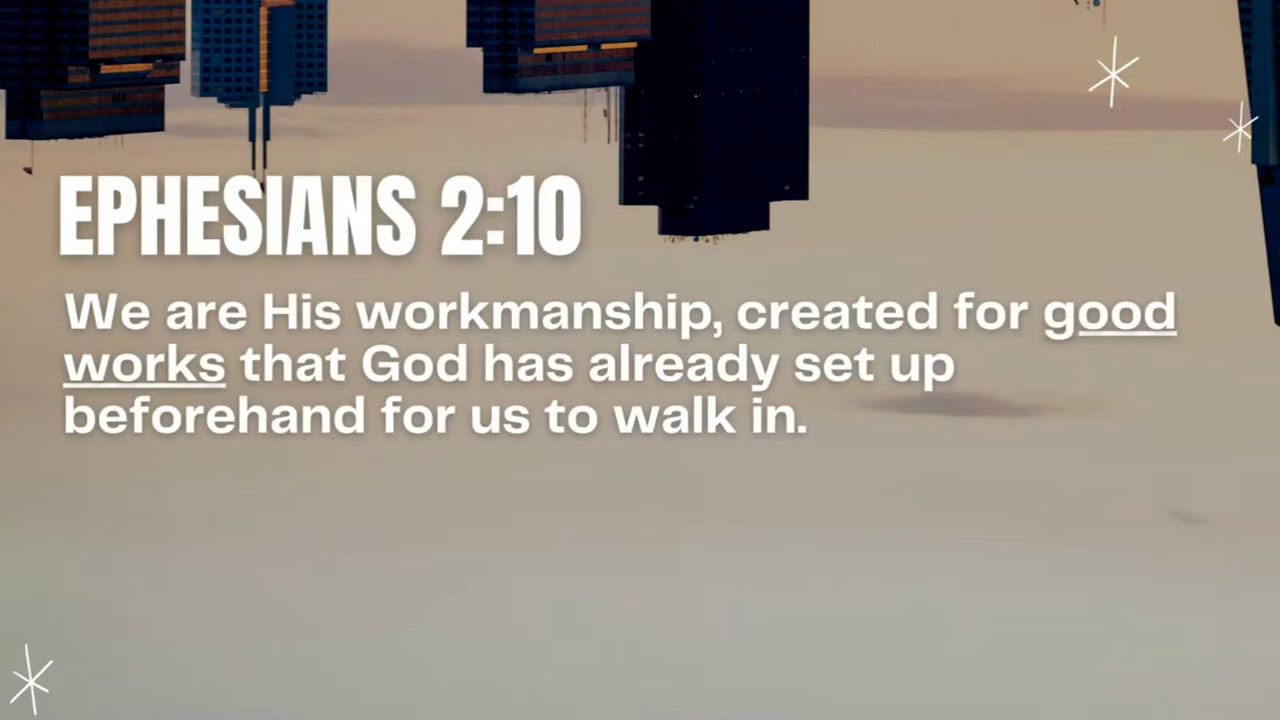 EPHESIANS 2:10
We are His workmanship, created for good
works that God has already set up
beforehand for us to walk in.